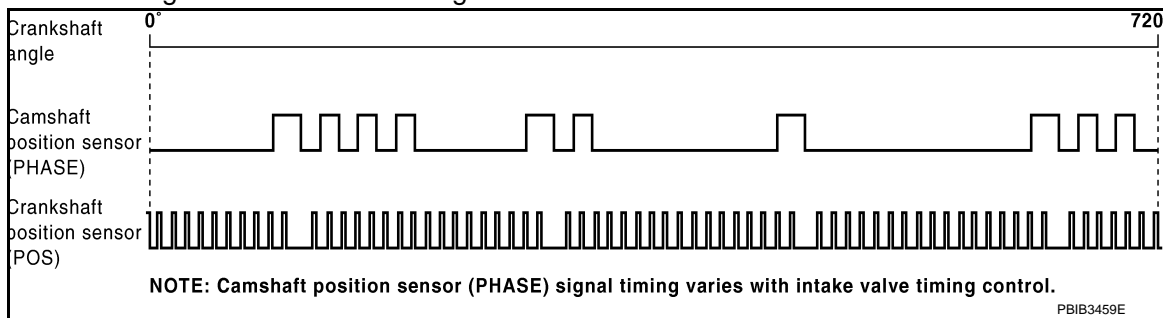 0° 720
Crankshaft
angle
Camshaft
position sensor
(PHASE)
Crankshaft
position sensor
(POS)
NOTE: Camshaft position sensor (PHASE) signal timing varies with intake valve timing control.
PBIB3459E